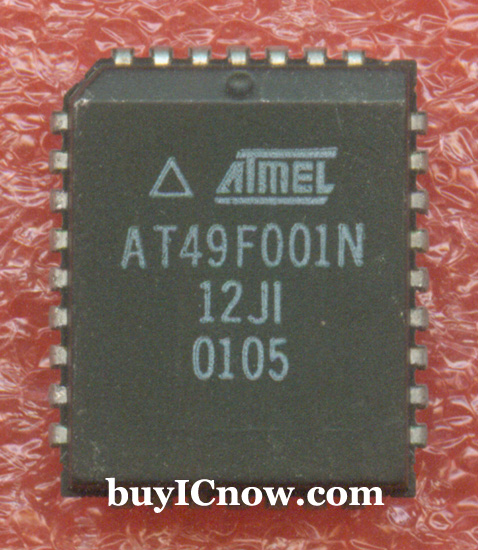 ATMEL
AT49F001N
12JI
0105
buyICnow.com